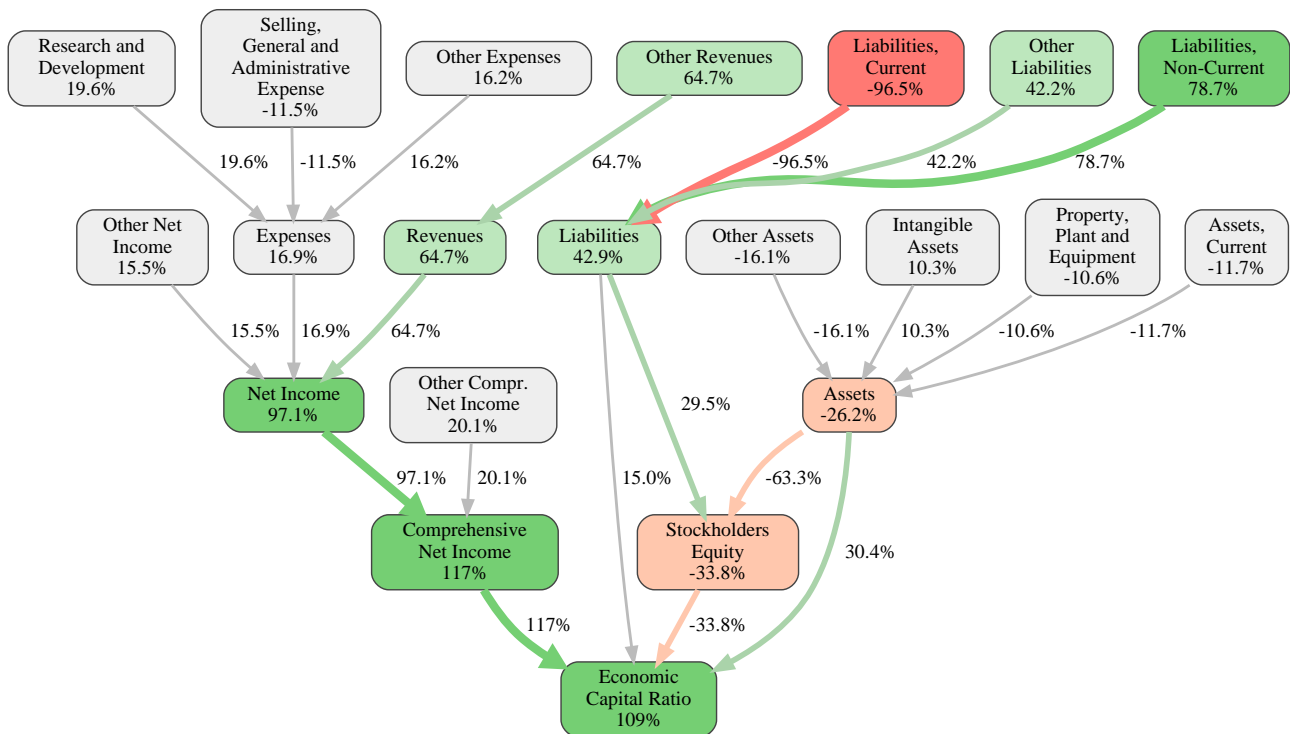 Research and
Development
19.6%
Selling,
General and
Administrative
Expense
-11.5%
Other Expenses
16.2%
Other Revenues
64.7%
Liabilities,
Current
-96.5%
Other
Liabilities
42.2%
Liabilities,
Non-Current
78.7%
19.6%
-11.5%
16.2%
64.7%
-96.5%
42.2%
78.7%
Other Net
Income
15.5%
Expenses
16.9%
Revenues
64.7%
Liabilities
42.9%
Other Assets
-16.1%
Intangible
Assets
10.3%
Property,
Plant and
Equipment
-10.6%
Assets,
Current
-11.7%
15.5%
16.9%
64.7%
-16.1%
10.3%
-10.6%
-11.7%
Net Income
97.1%
Other Compr.
Net Income
20.1%
29.5%
Assets
-26.2%
97.1%
20.1%
15.0%
-63.3%
Comprehensive
Net Income
117%
Stockholders
Equity
-33.8%
30.4%
117%
-33.8%
Economic
Capital Ratio
109%